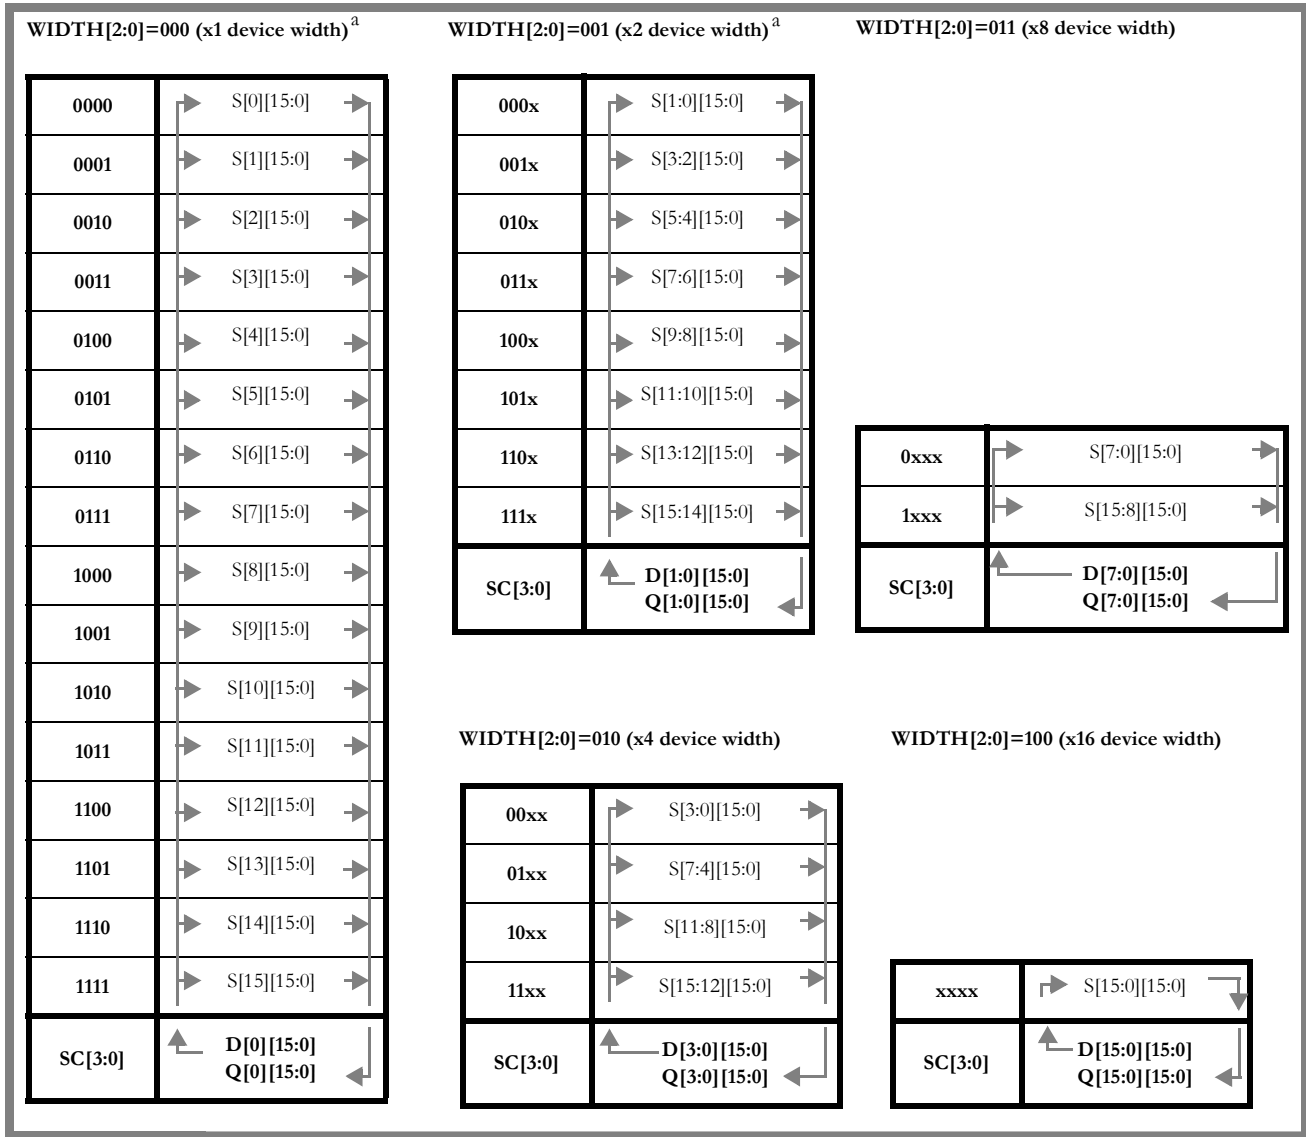 WIDTH[2:0]=000 (x1 device width)a
0000 S[0][15:0]
0001 S[1][15:0]
0010 S[2][15:0]
0011 S[3][15:0]
0100 S[4][15:0]
0101 S[5][15:0]
0110 S[6][15:0]
0111 S[7][15:0]
1000 S[8][15:0]
1001 S[9][15:0]
1010 S[10][15:0]
1011 S[11][15:0]
1100 S[12][15:0]
1101 S[13][15:0]
1110 S[14][15:0]
1111 S[15][15:0]
SC[3:0] D[0][15:0]
Q[0][15:0]
WIDTH[2:0]=001 (x2 device width)a
000x S[1:0][15:0]
001x S[3:2][15:0]
010x S[5:4][15:0]
011x S[7:6][15:0]
100x S[9:8][15:0]
101x S[11:10][15:0]
110x S[13:12][15:0]
111x S[15:14][15:0]
SC[3:0] D[1:0][15:0]
Q[1:0][15:0]
WIDTH[2:0]=011 (x8 device width)
0xxx S[7:0][15:0]
1xxx S[15:8][15:0]
SC[3:0] D[7:0][15:0]
Q[7:0][15:0]
WIDTH[2:0]=010 (x4 device width)
00xx S[3:0][15:0]
01xx S[7:4][15:0]
10xx S[11:8][15:0]
11xx S[15:12][15:0]
SC[3:0] D[3:0][15:0]
Q[3:0][15:0]
WIDTH[2:0]=100 (x16 device width)
xxxx S[15:0][15:0]
SC[3:0] D[15:0][15:0]
Q[15:0][15:0]